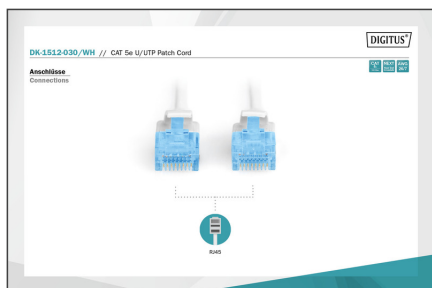 DIGITUS®
DK-1512-030/WH // CAT 5e U/UTP Patch Cord
Anschlüsse
Connections
RJ45